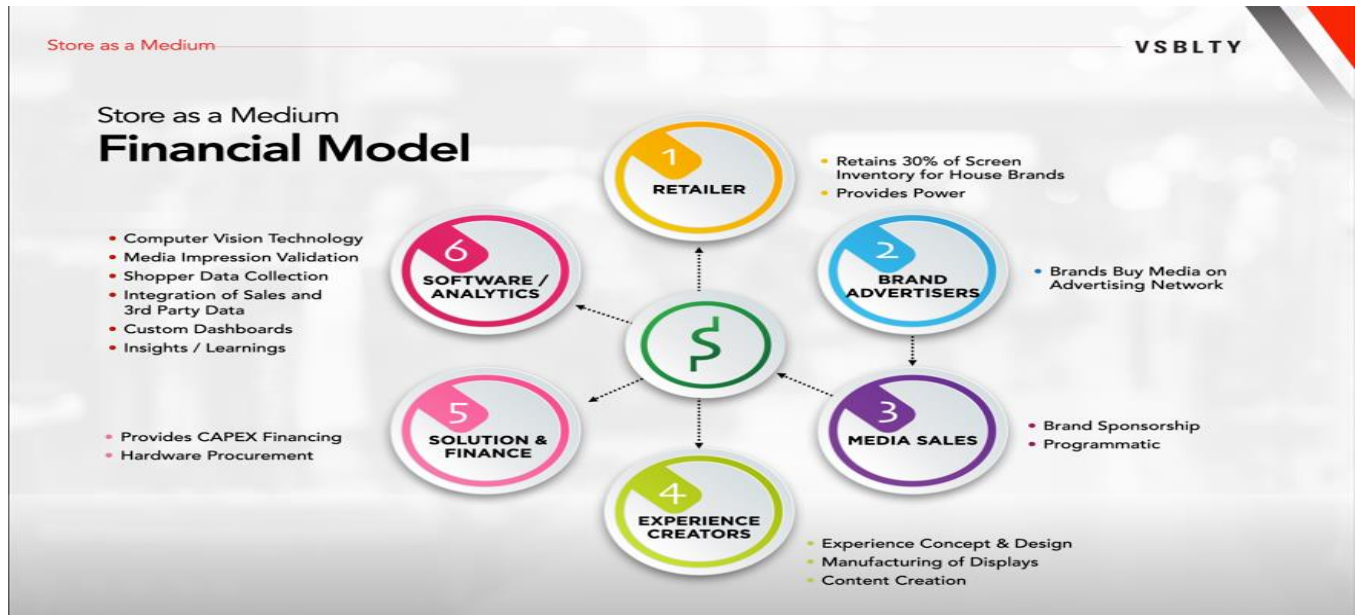 Store as a Medium
VSBLTY
Store as a Medium
Financial Model
1
RETAILER
• Retains 30% of Screen
Inventory for House Brands
• Provides Power
2
BRAND
ADVERTISERS
• Brands Buy Media on
Advertising Network
3
MEDIA SALES
• Brand Sponsorship
• Programmatic
4
EXPERIENCE
CREATORS
• Experience Concept & Design
• Manufacturing of Displays
• Content Creation
5
SOLUTION &
FINANCE
• Provides CAPEX Financing
• Hardware Procurement
6
SOFTWARE /
ANALYTICS
• Computer Vision Technology
• Media Impression Validation
• Shopper Data Collection
• Integration of Sales and
3rd Party Data
• Custom Dashboards
• Insights / Learnings
$